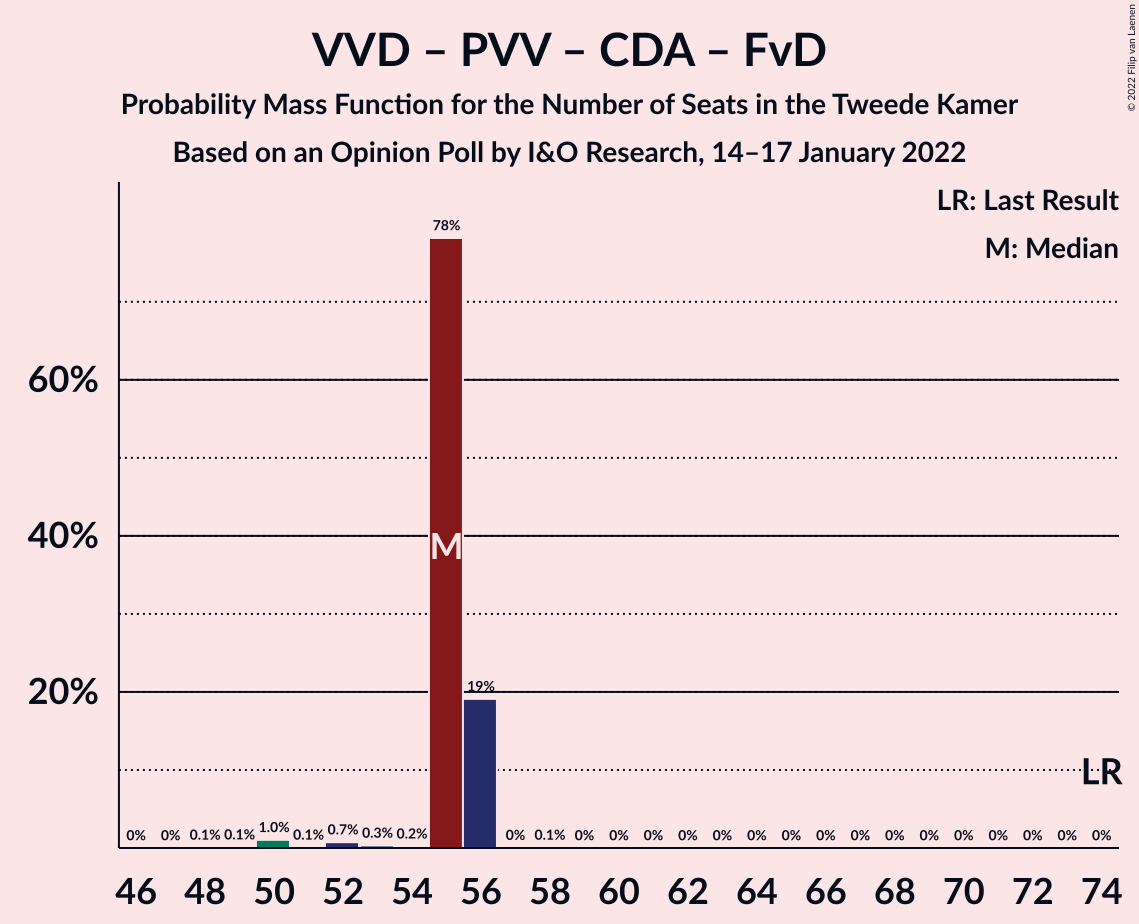 VVD – PVV – CDA – FvD
Probability Mass Function for the Number of Seats in the Tweede Kamer
Based on an Opinion Poll by I&O Research, 14–17 January 2022
© 2022 Filip van Laenen
LR: Last Result
M: Median
78%
60%
40%
M
20%
19%
LR
0% 0% 0.1% 0.1% 1.0% 0.1% 0.7% 0.3% 0.2% 0% 0.1% 0% 0% 0% 0% 0% 0% 0% 0% 0% 0% 0% 0% 0% 0% 0% 0%
46 48 50 52 54 56 58 60 62 64 66 68 70 72 74